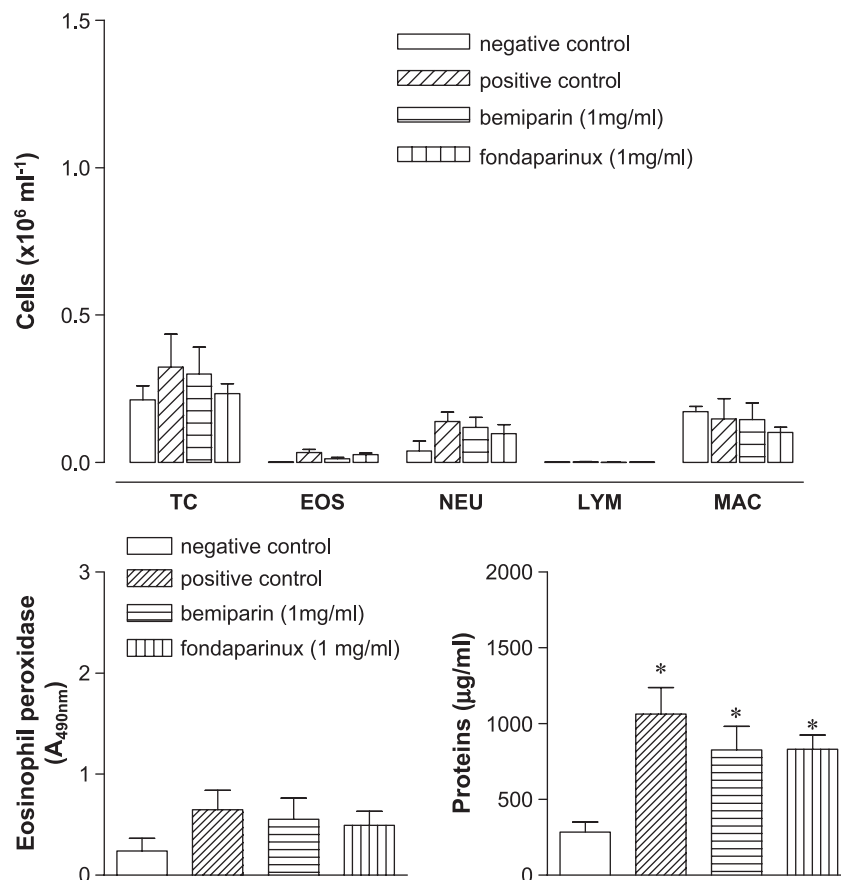 1.5
1.0
0.5
0.0
Cells (x10⁶ ml⁻¹)
negative control
positive control
bemiparin (1mg/ml)
fondaparinux (1mg/ml)
TC EOS NEU LYM MAC
negative control
positive control
bemiparin (1mg/ml)
fondaparinux (1 mg/ml)
3
2
1
0
Eosinophil peroxidase
(A490nm)
2000
1500
1000
500
0
Proteins (μg/ml)
* * *